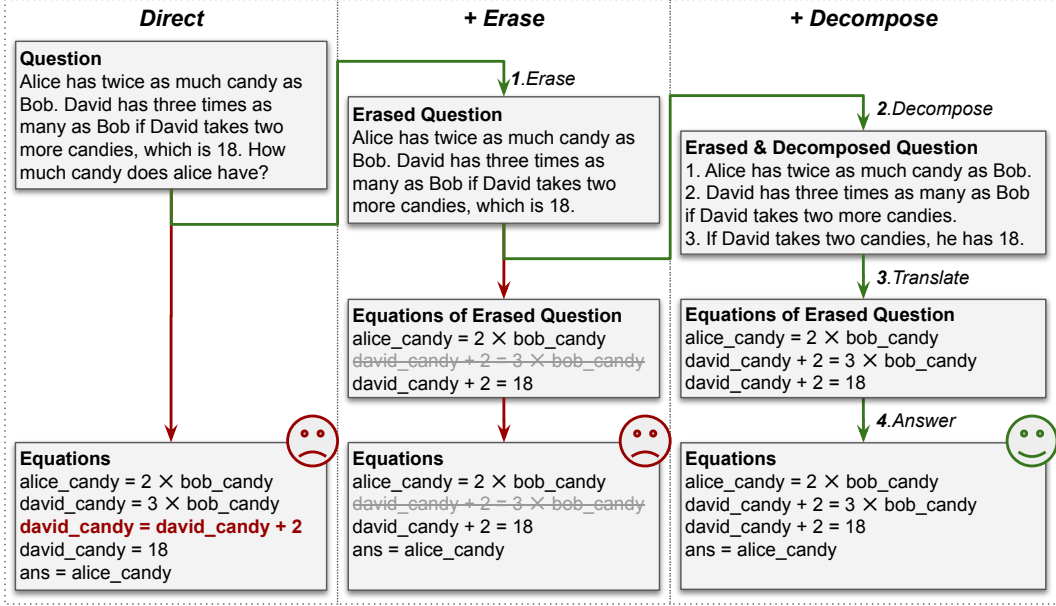 Direct
Question
Alice has twice as much candy as
Bob. David has three times as
many as Bob if David takes two
more candies, which is 18. How
much candy does alice have?
Equations
alice_candy = 2 × bob_candy
david_candy = 3 × bob_candy
david_candy = david_candy + 2
david_candy = 18
ans = alice_candy
+ Erase
1.Erase
Erased Question
Alice has twice as much candy as
Bob. David has three times as
many as Bob if David takes two
more candies, which is 18.
Equations of Erased Question
alice_candy = 2 × bob_candy
david_candy + 2 = 3 × bob_candy
david_candy + 2 = 18
Equations
alice_candy = 2 × bob_candy
david_candy + 2 = 3 × bob_candy
david_candy + 2 = 18
ans = alice_candy
+ Decompose
2.Decompose
Erased & Decomposed Question
1. Alice has twice as much candy as Bob.
2. David has three times as many as Bob
if David takes two more candies.
3. If David takes two candies, he has 18.
3.Translate
Equations of Erased Question
alice_candy = 2 × bob_candy
david_candy + 2 = 3 × bob_candy
david_candy + 2 = 18
4.Answer
Equations
alice_candy = 2 × bob_candy
david_candy + 2 = 3 × bob_candy
david_candy + 2 = 18
ans = alice_candy